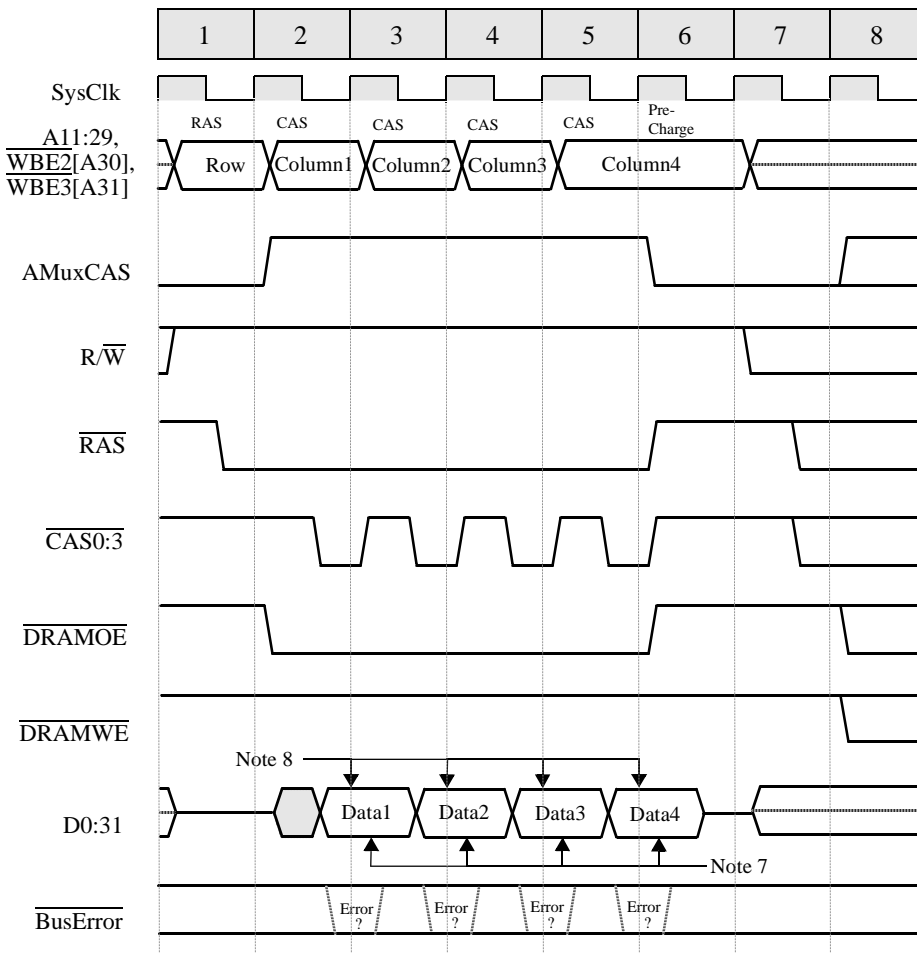 1 2 3 4 5 6 7 8
SysClk
RAS CAS CAS CAS CAS Pre-
Charge
A11:29,
WBE2[A30],
WBE3[A31]
Row Column1 Column2 Column3 Column4
AMuxCAS
R/W
RAS
CAS0:3
DRAMOE
DRAMWE
Note 8
D0:31
Data1 Data2 Data3 Data4
Note 7
BusError
Error
?
Error
?
Error
?
Error
?